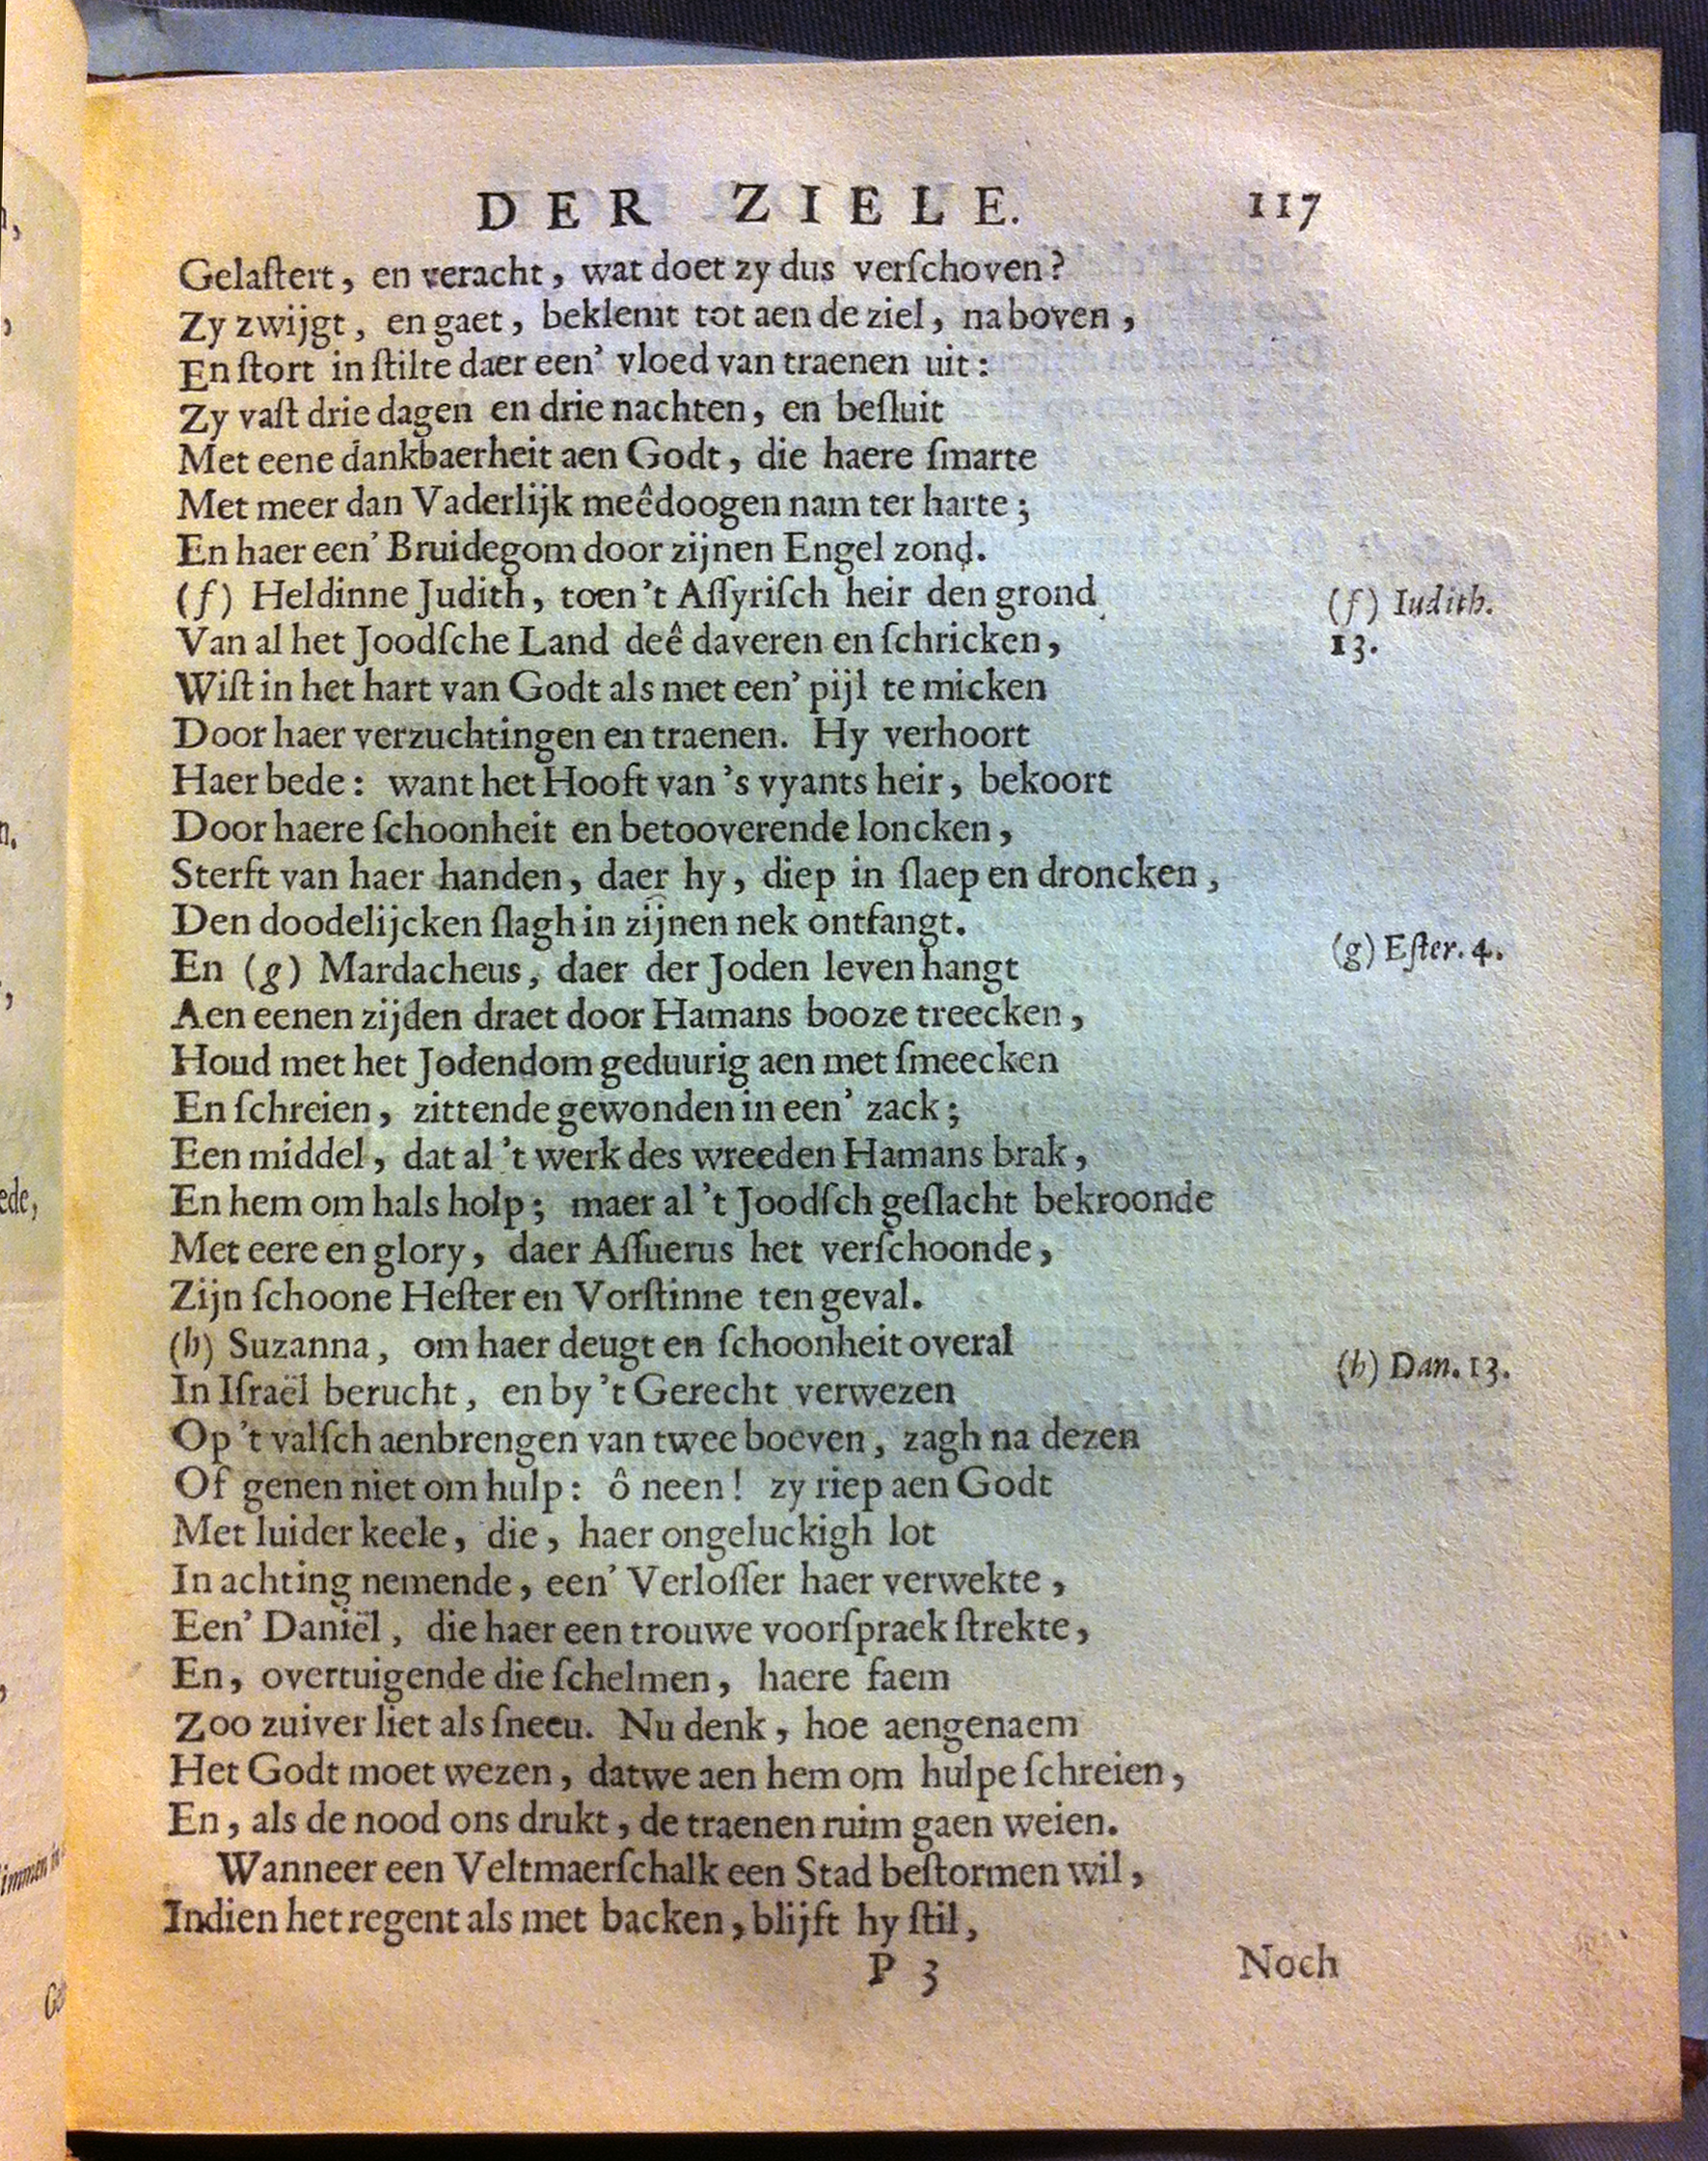 DER ZIELE. 117
Gelaſtert, en veracht, wat doet zy dus verſchoven?
Zy zwijgt, en gaet, beklemt tot aen de ziel, na boven,
En ſtort in ſtilte daer een' vloed van traenen uit:
Zy vaſt drie dagen en drie nachten, en beſluit
Met eene dankbaerheit aen Godt, die haere ſmarte
Met meer dan Vaderlijk meêdoogen nam ter harte;
En haer een' Bruidegom door zijnen Engel zond.
(f) Heldinne Judith, toen 't Aſſyriſch heir den grond
(f) Iudith.
Van al het Joodſche Land deê daveren en ſchricken,
13.
Wiſt in het hart van Godt als met een' pijl te micken
Door haer verzuchtingen en traenen. Hy verhoort
Haer bede: want het Hooft van 's vyants heir, bekoort
Door haere ſchoonheit en betooverende loncken,
Sterft van haer handen, daer hy, diep in ſlaep en droncken,
Den doodelijcken ſlagh in zijnen nek ontfangt.
(g) Eſter. 4.
En (g) Mardacheus, daer der Joden leven hangt
Aen eenen zijden draet door Hamans booze treecken,
Houd met het Jodendom geduurig aen met ſmeecken
En ſchreien, zittende gewonden in een' zack;
Een middel, dat al 't werk des wreeden Hamans brak,
En hem om hals holp; maer al 't Joodſch geſlacht bekroonde
Met eere en glory, daer Aſſuerus het verſchoonde,
Zijn ſchoone Heſter en Vorſtinne ten geval.
(h) Suzanna, om haer deugt en ſchoonheit overal
(h) Dan. 13.
In Iſraël berucht, en by 't Gerecht verwezen
Op 't valſch aenbrengen van twee boeven, zagh na dezen
Of genen niet om hulp: ô neen! zy riep aen Godt
Met luider keele, die, haer ongeluckigh lot
In achting nemende, een' Verloſſer haer verwekte,
Een' Daniël, die haer een trouwe voorſpraek ſtrekte,
En, overtuigende die ſchelmen, haere faem
Zoo zuiver liet als ſneeu. Nu denk, hoe aengenaem
Het Godt moet wezen, datwe aen hem om hulpe ſchreien,
En, als de nood ons drukt, de traenen ruim gaen weien.
Wanneer een Veltmaerſchalk een Stad beſtormen wil,
Indien het regent als met backen, blijft hy ſtil,
P 3 Noch